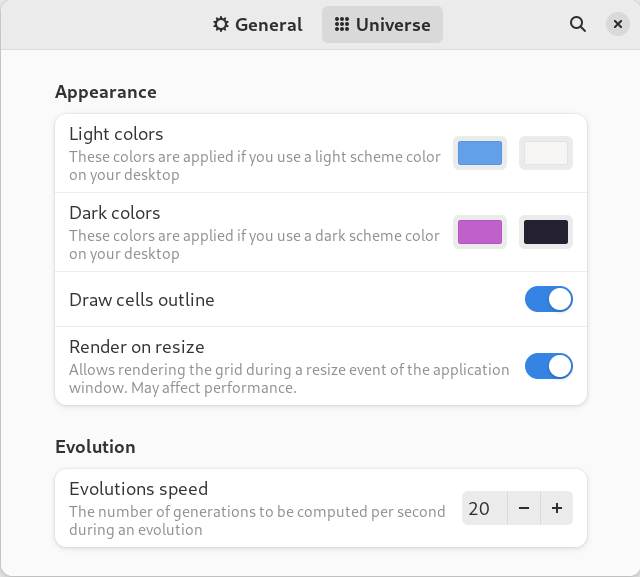 General
Universe
Appearance
Light colors
These colors are applied if you use a light scheme color
on your desktop
Dark colors
These colors are applied if you use a dark scheme color
on your desktop
Draw cells outline
Render on resize
Allows rendering the grid during a resize event of the application
window. May affect performance.
Evolution
Evolutions speed
The number of generations to be computed per second
during an evolution
20